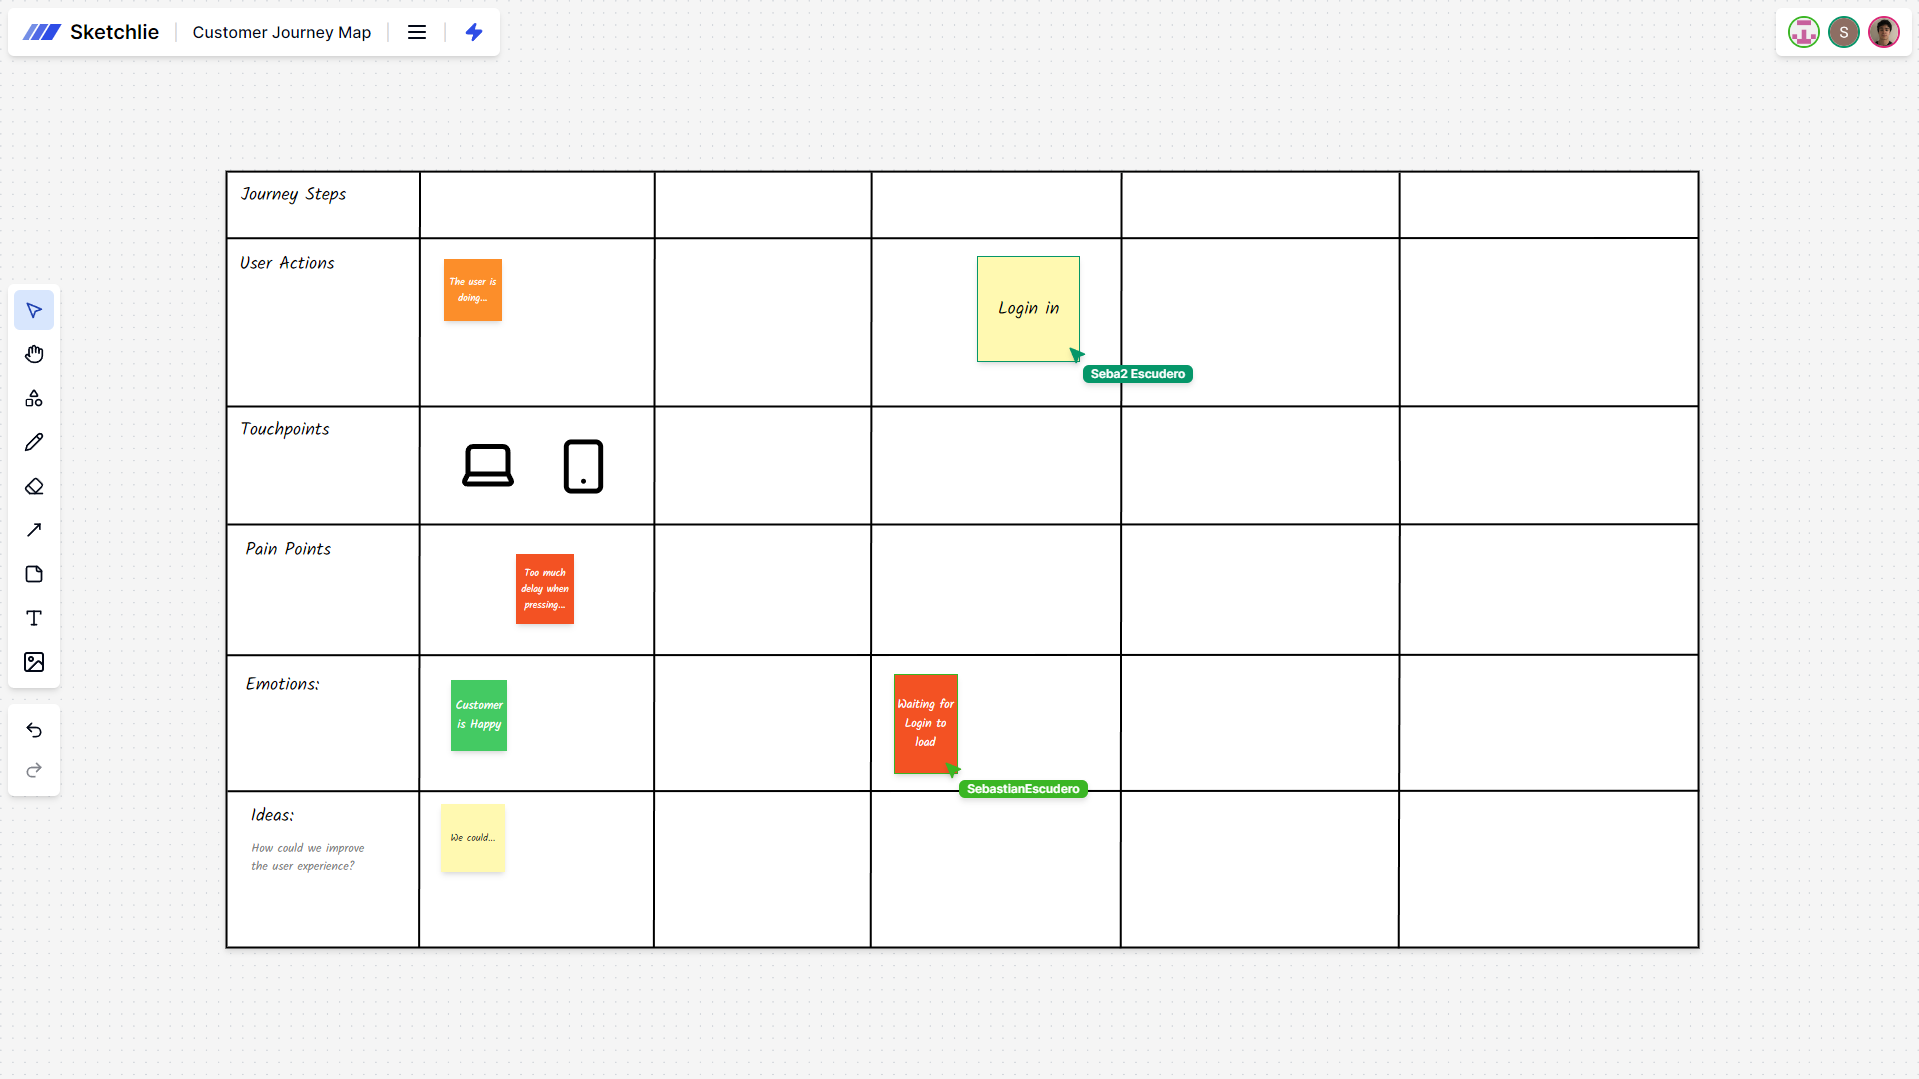 Sketchlie
Customer Journey Map
S
Journey Steps
User Actions
The user is
doing...
Login in
Seba2 Escudero
Touchpoints
Pain Points
Too much
delay when
pressing...
Emotions:
Customer
is Happy
Waiting for
Login to
load
SebastianEscudero
Ideas:
How could we improve
the user experience?
We could...